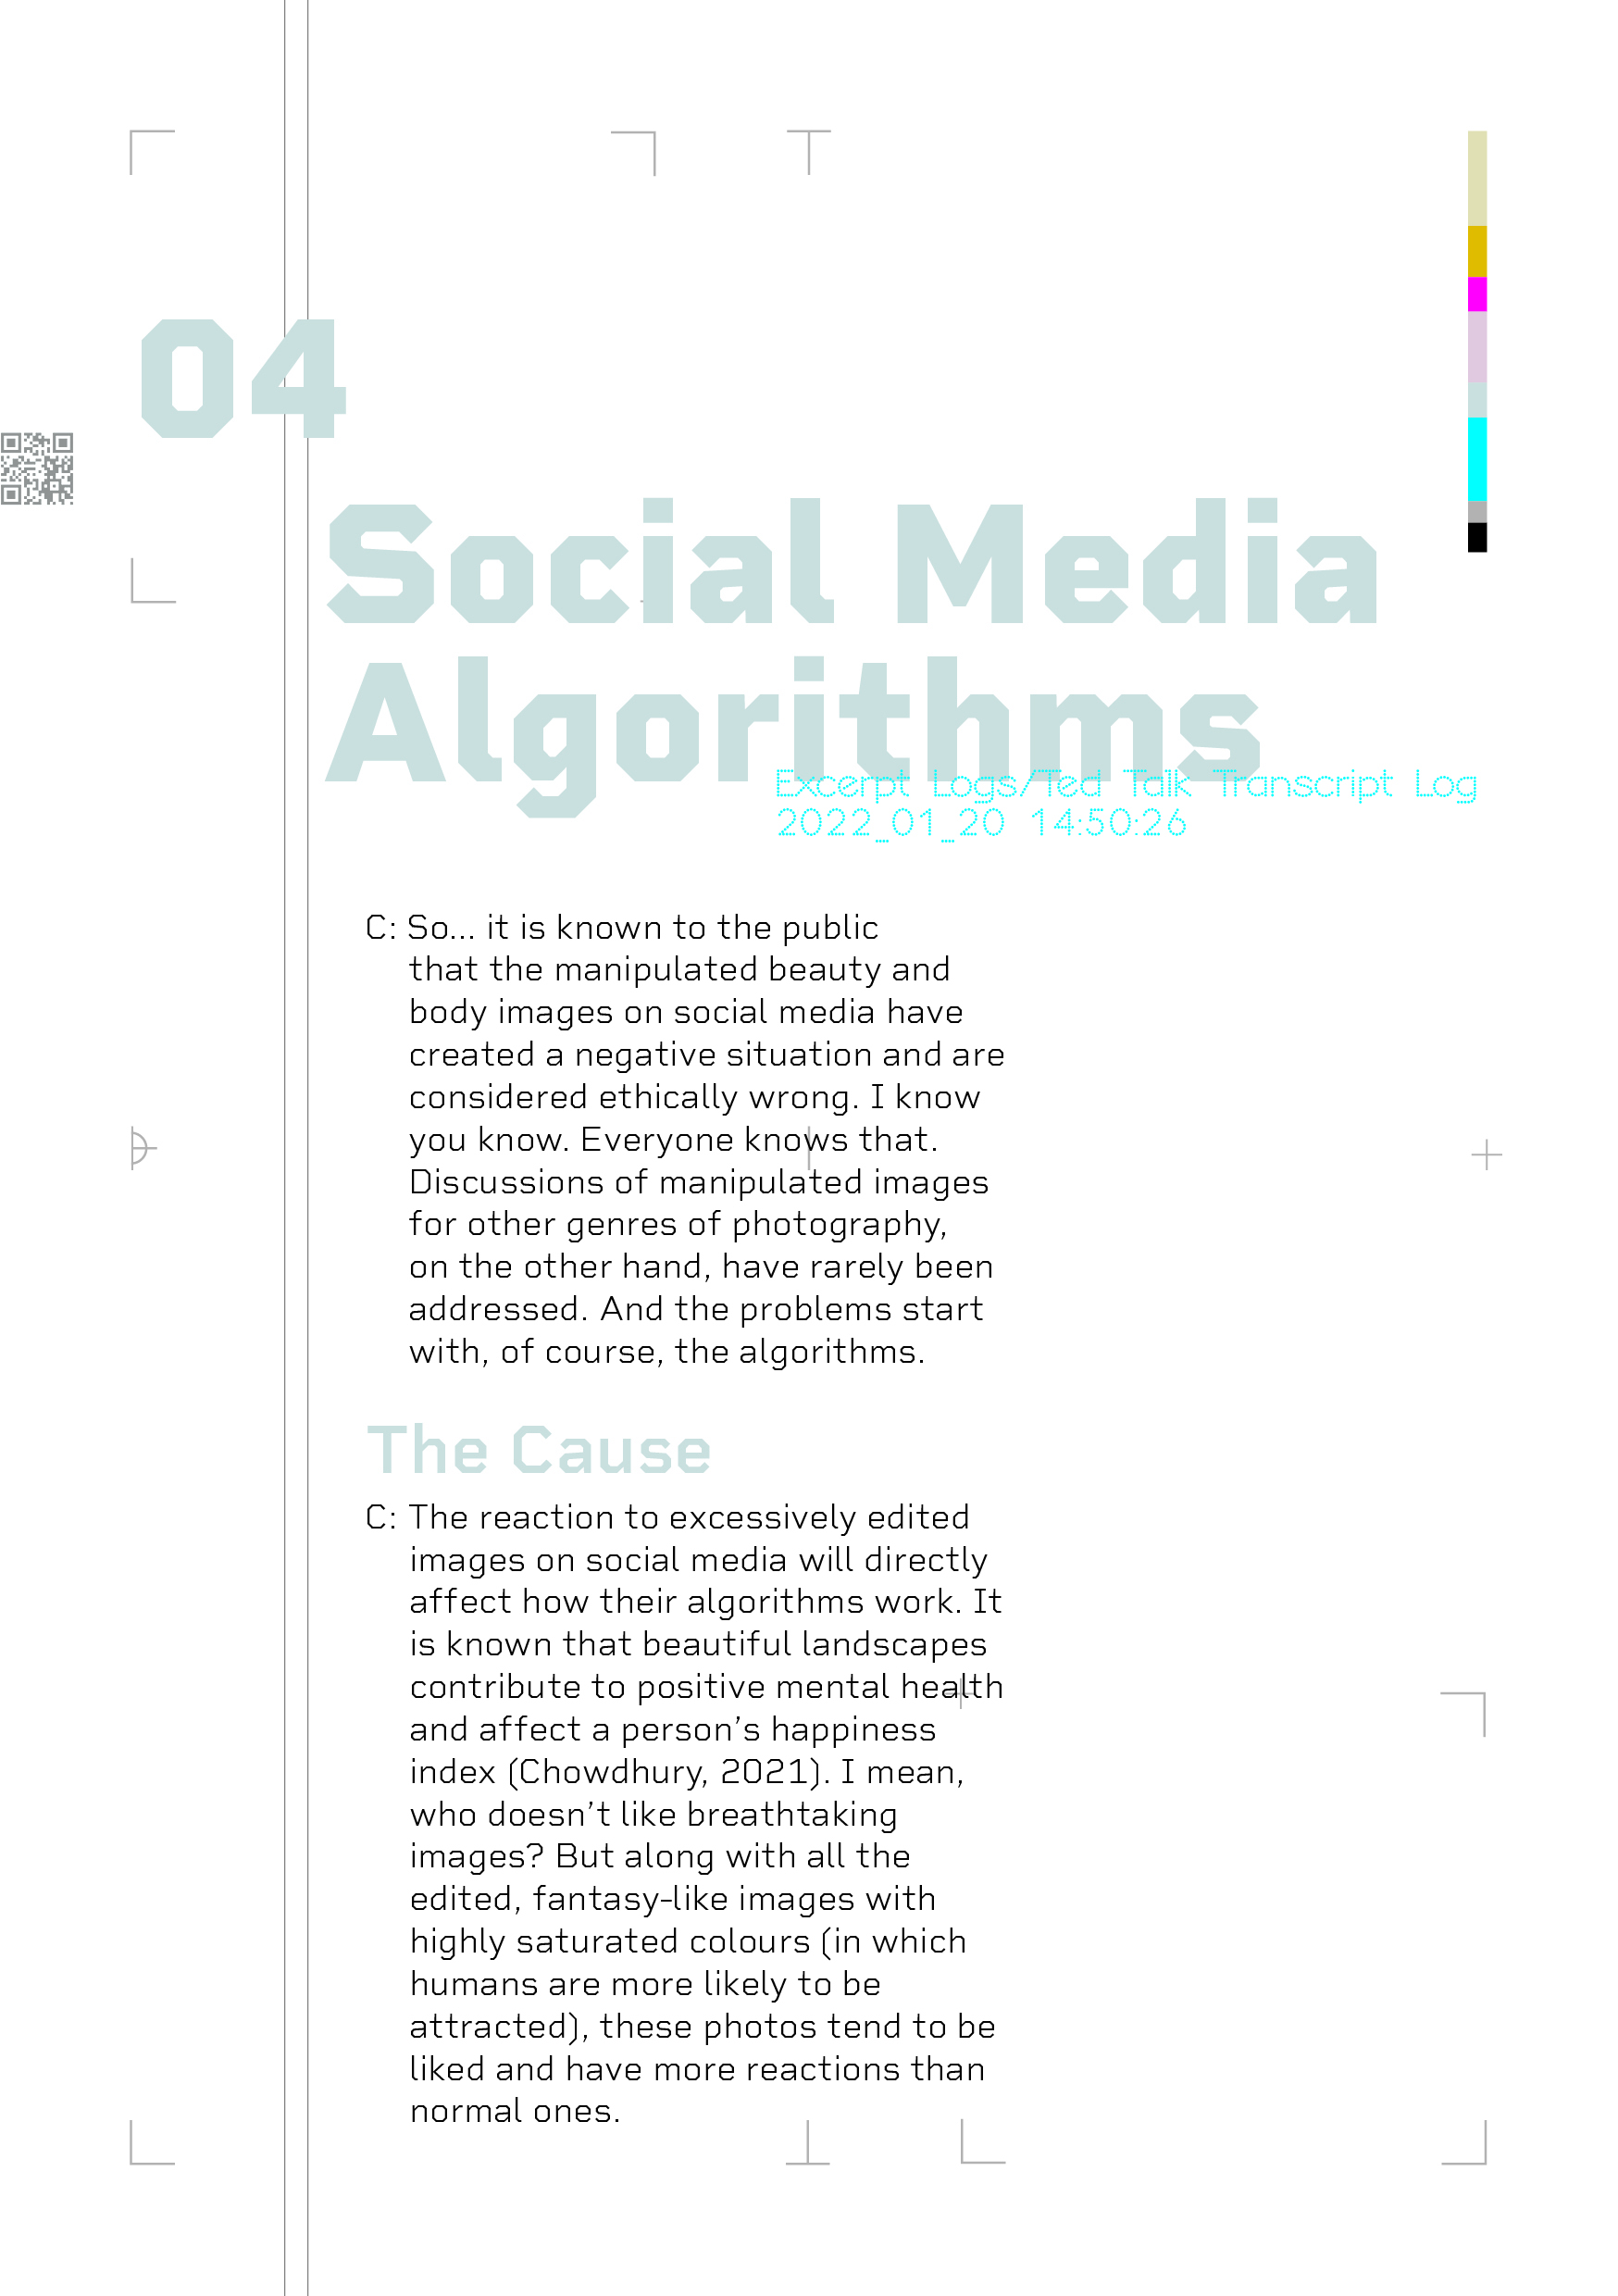 04
Social Media
Algorithms
Excerpt Logs/Ted Talk Transcript Log
2022_01_20 14:50:26
C: So... it is known to the public
that the manipulated beauty and
body images on social media have
created a negative situation and are
considered ethically wrong. I know
you know. Everyone knows that.
Discussions of manipulated images
for other genres of photography,
on the other hand, have rarely been
addressed. And the problems start
with, of course, the algorithms.
The Cause
C: The reaction to excessively edited
images on social media will directly
affect how their algorithms work. It
is known that beautiful landscapes
contribute to positive mental health
and affect a person’s happiness
index (Chowdhury, 2021). I mean,
who doesn’t like breathtaking
images? But along with all the
edited, fantasy-like images with
highly saturated colours (in which
humans are more likely to be
attracted), these photos tend to be
liked and have more reactions than
normal ones.